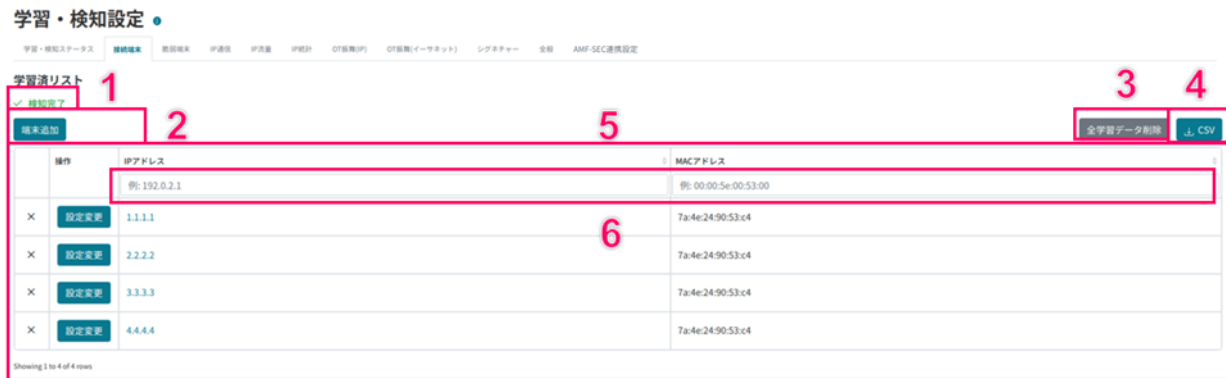 学習・検知設定
学習・検知ステータス 接続端末 脆弱端末 IP通信 IP流量 IP統計 OT振舞(IP) OT振舞(イーサネット) シグネチャー 全般 AMF-SEC連携設定
学習済リスト
1
✓ 検知完了
2
端末追加
5
3
全学習データ削除
4
CSV
操作 IPアドレス MACアドレス
例: 192.0.2.1 例: 00:00:5e:00:53:00
6
× 設定変更 1.1.1.1 7a:4e:24:90:53:c4
× 設定変更 2.2.2.2 7a:4e:24:90:53:c4
× 設定変更 3.3.3.3 7a:4e:24:90:53:c4
× 設定変更 4.4.4.4 7a:4e:24:90:53:c4
Showing 1 to 4 of 4 rows